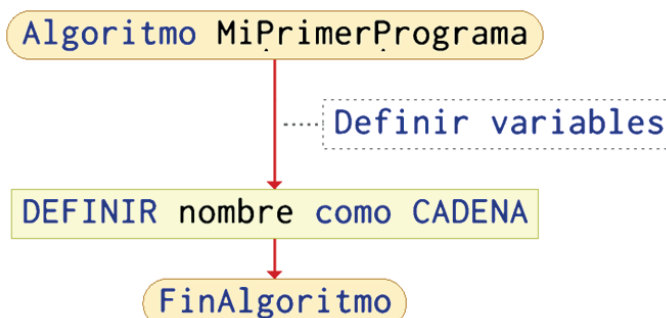 Algoritmo MiPrimerPrograma
Definir variables
DEFINIR nombre como CADENA
FinAlgoritmo